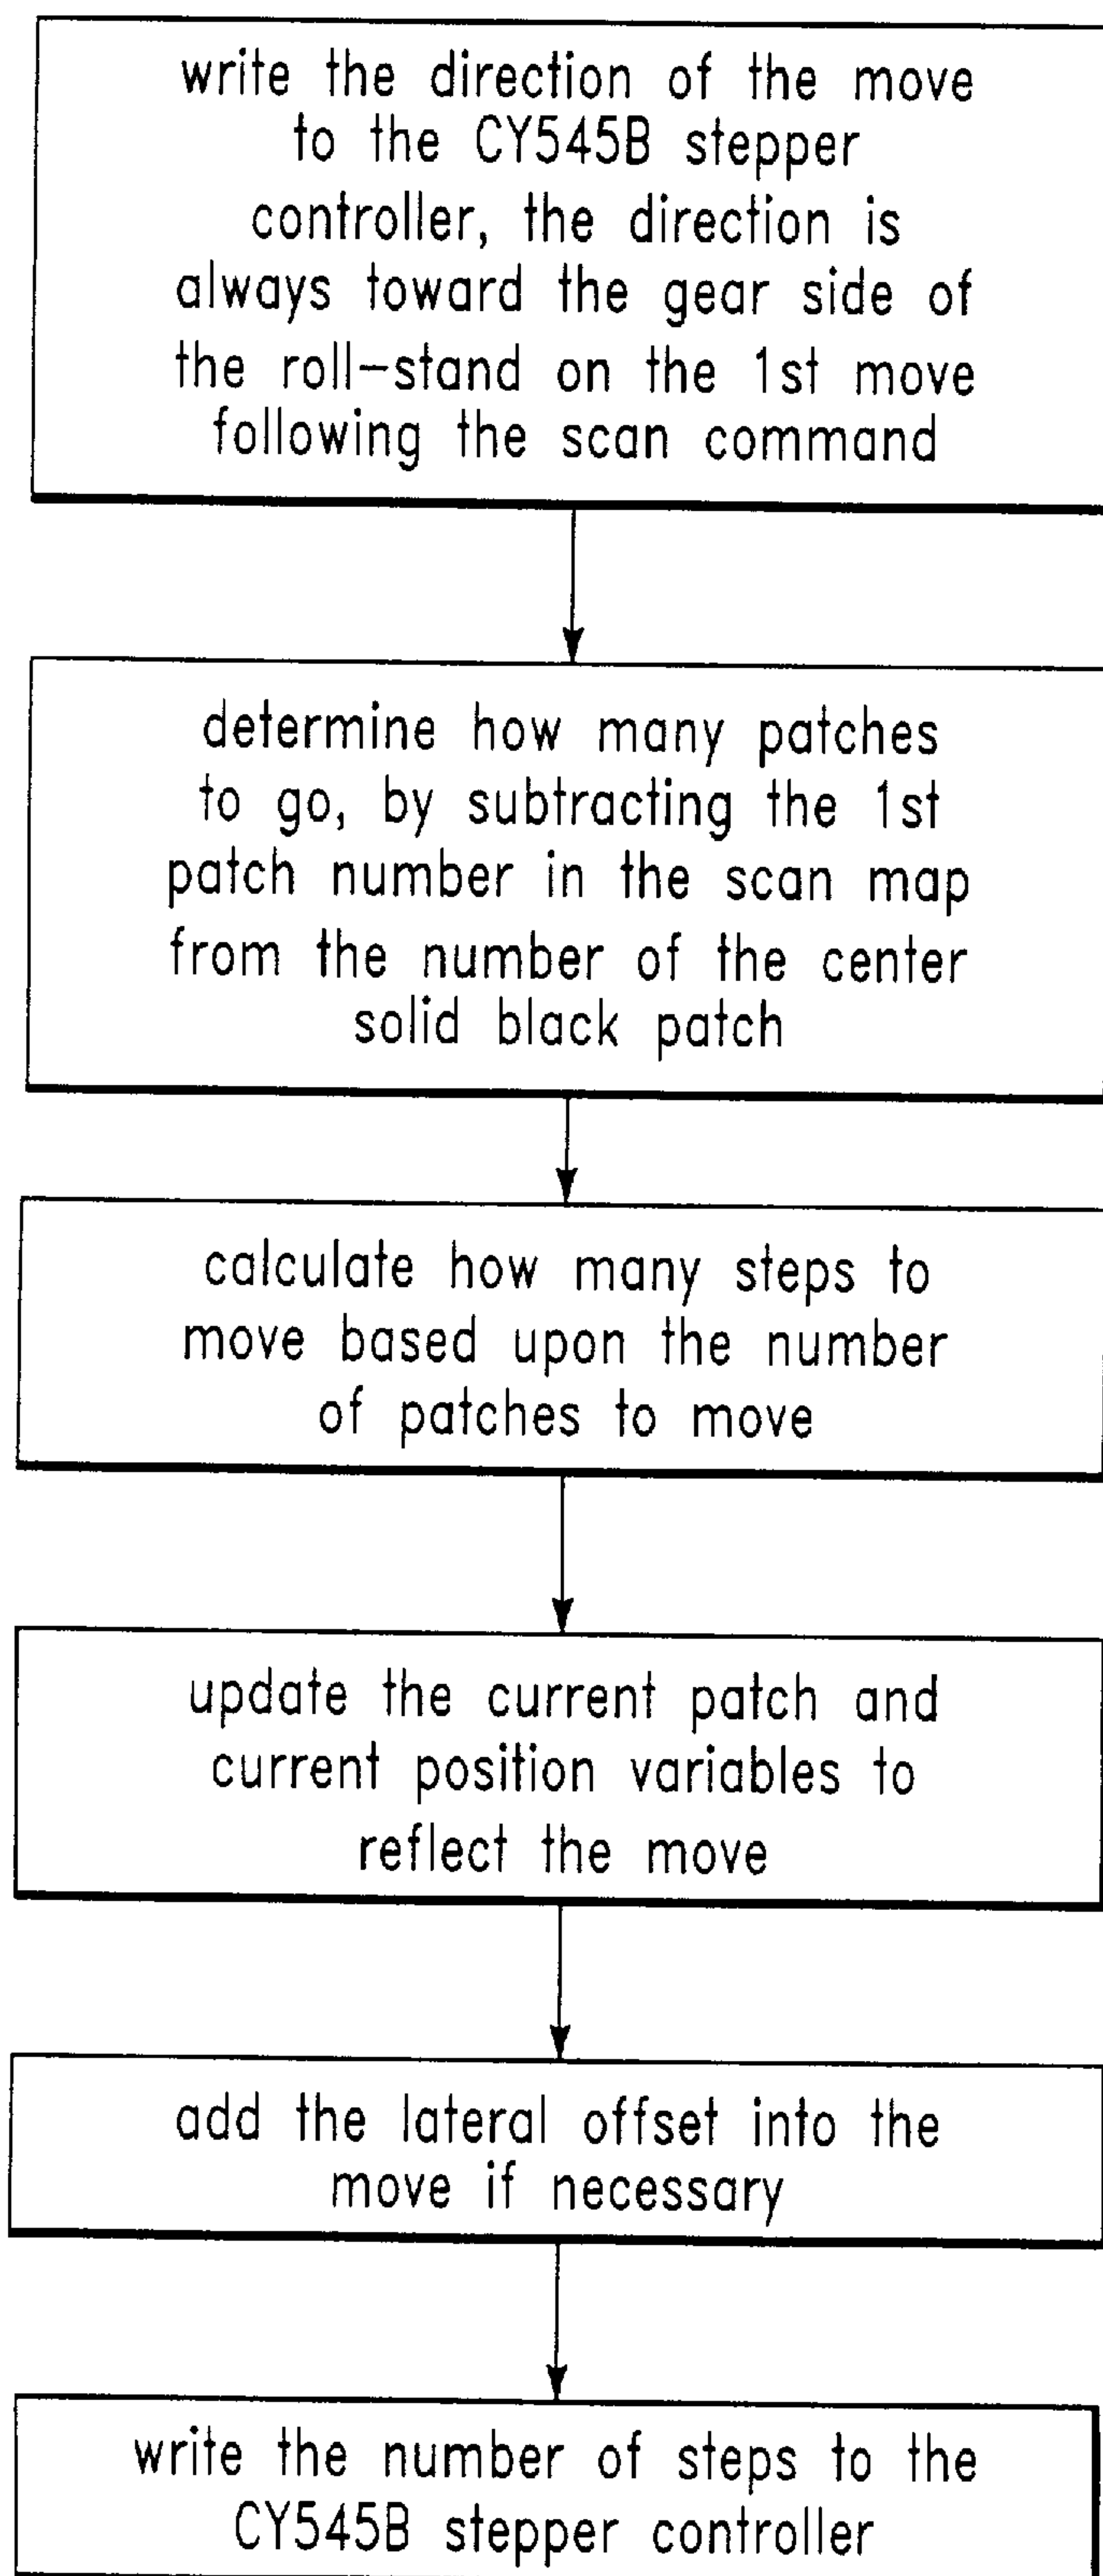 write the direction of the move
to the CY545B stepper
controller, the direction is
always toward the gear side of
the roll-stand on the 1st move
following the scan command
determine how many patches
to go, by subtracting the 1st
patch number in the scan map
from the number of the center
solid black patch
calculate how many steps to
move based upon the number
of patches to move
update the current patch and
current position variables to
reflect the move
add the lateral offset into the
move if necessary
write the number of steps to the
CY545B stepper controller